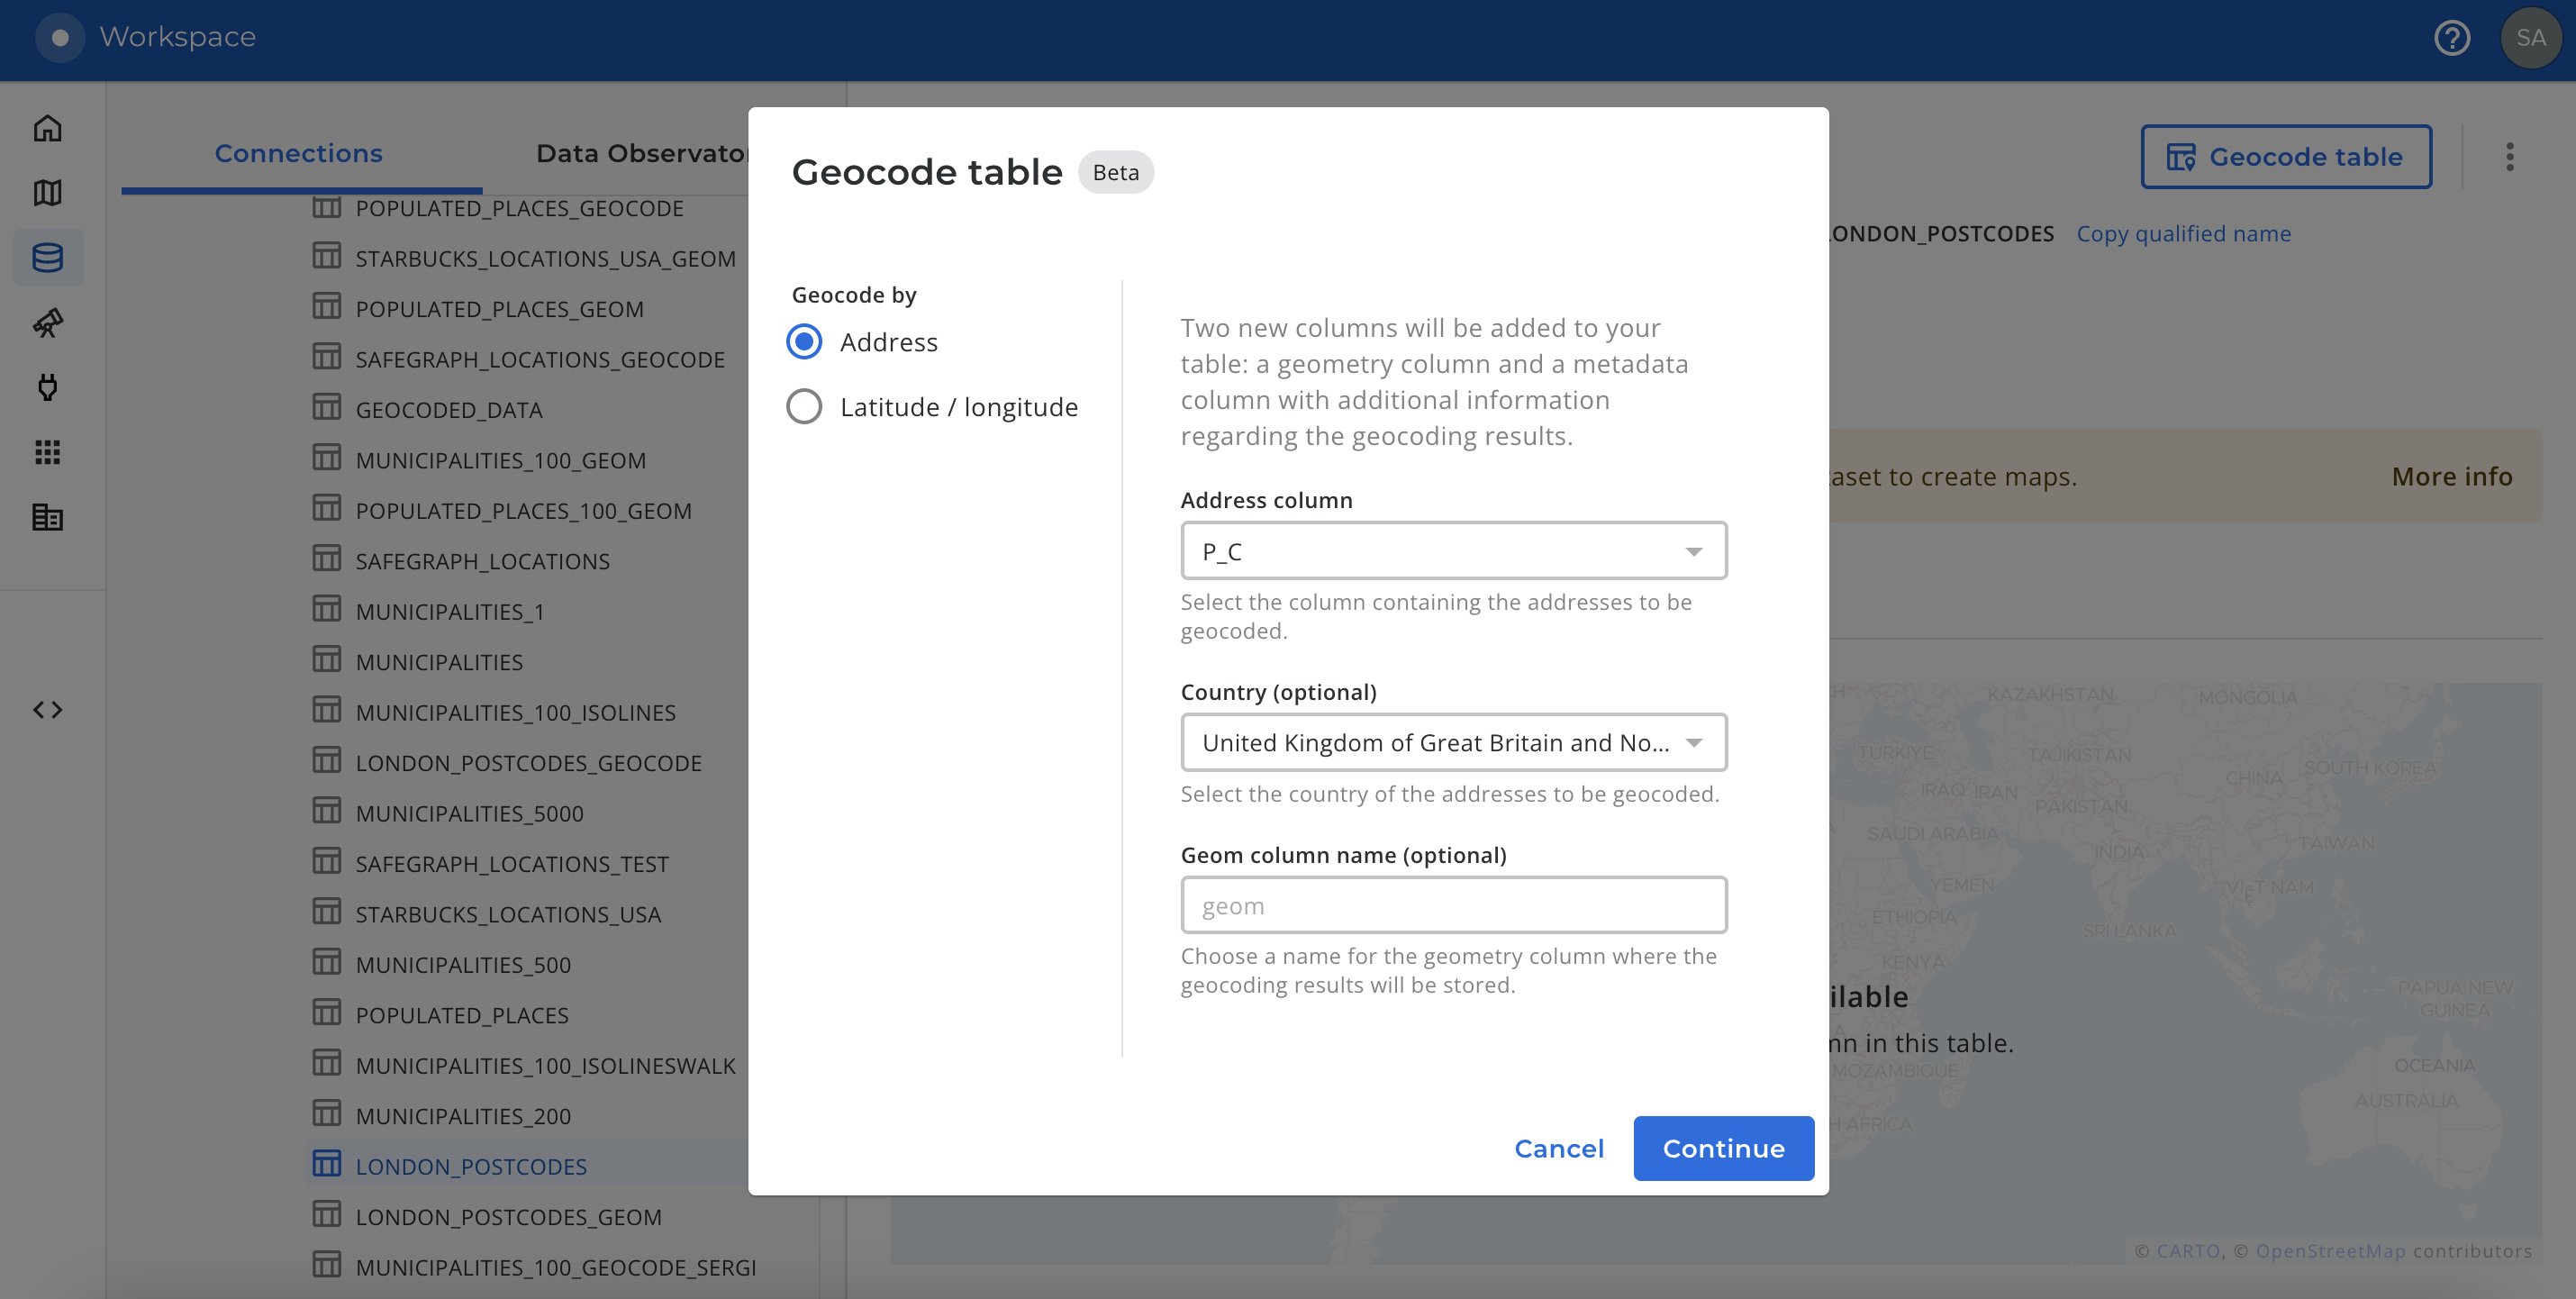 Workspace
SA
Connections
Data Observato
POPULATED_PLACES_GEOCODE
STARBUCKS_LOCATIONS_USA_GEOM
POPULATED_PLACES_GEOM
SAFEGRAPH_LOCATIONS_GEOCODE
GEOCODED_DATA
MUNICIPALITIES_100_GEOM
POPULATED_PLACES_100_GEOM
SAFEGRAPH_LOCATIONS
MUNICIPALITIES_1
MUNICIPALITIES
MUNICIPALITIES_100_ISOLINES
LONDON_POSTCODES_GEOCODE
MUNICIPALITIES_5000
SAFEGRAPH_LOCATIONS_TEST
STARBUCKS_LOCATIONS_USA
MUNICIPALITIES_500
POPULATED_PLACES
MUNICIPALITIES_100_ISOLINESWALK
MUNICIPALITIES_200
LONDON_POSTCODES
LONDON_POSTCODES_GEOM
MUNICIPALITIES_100_GEOCODE_SERGI
Geocode table Beta
Geocode by
Address
Latitude / longitude
Two new columns will be added to your
table: a geometry column and a metadata
column with additional information
regarding the geocoding results.
Address column
P_C
Select the column containing the addresses to be
geocoded.
Country (optional)
United Kingdom of Great Britain and No...
Select the country of the addresses to be geocoded.
Geom column name (optional)
geom
Choose a name for the geometry column where the
geocoding results will be stored.
Cancel
Continue
Geocode table
LONDON_POSTCODES Copy qualified name
taset to create maps.
More info
KAZAKHSTAN
MONGOLIA
TÜRKIYE
TAJIKISTAN
CHINA
SOUTH KOREA
IRAQ
IRAN
PAKISTAN
SAUDI ARABIA
INDIA
TAIWAN
YEMEN
VIET NAM
ETHIOPIA
SRI LANKA
KENYA
PAPUA NEW
GUINEA
ilable
mn in this table.
MOZAMBIQUE
OCEANIA
AUSTRALIA
H AFRICA
© CARTO, © OpenStreetMap contributors